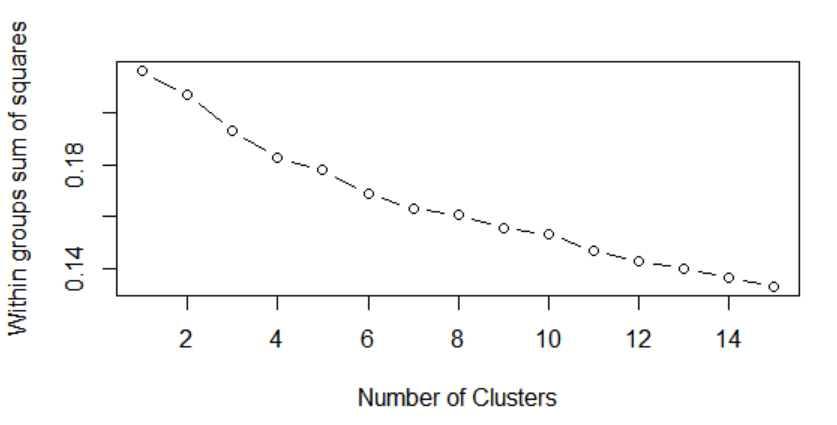 Within groups sum of squares
0.18
0.14
2 4 6 8 10 12 14
Number of Clusters